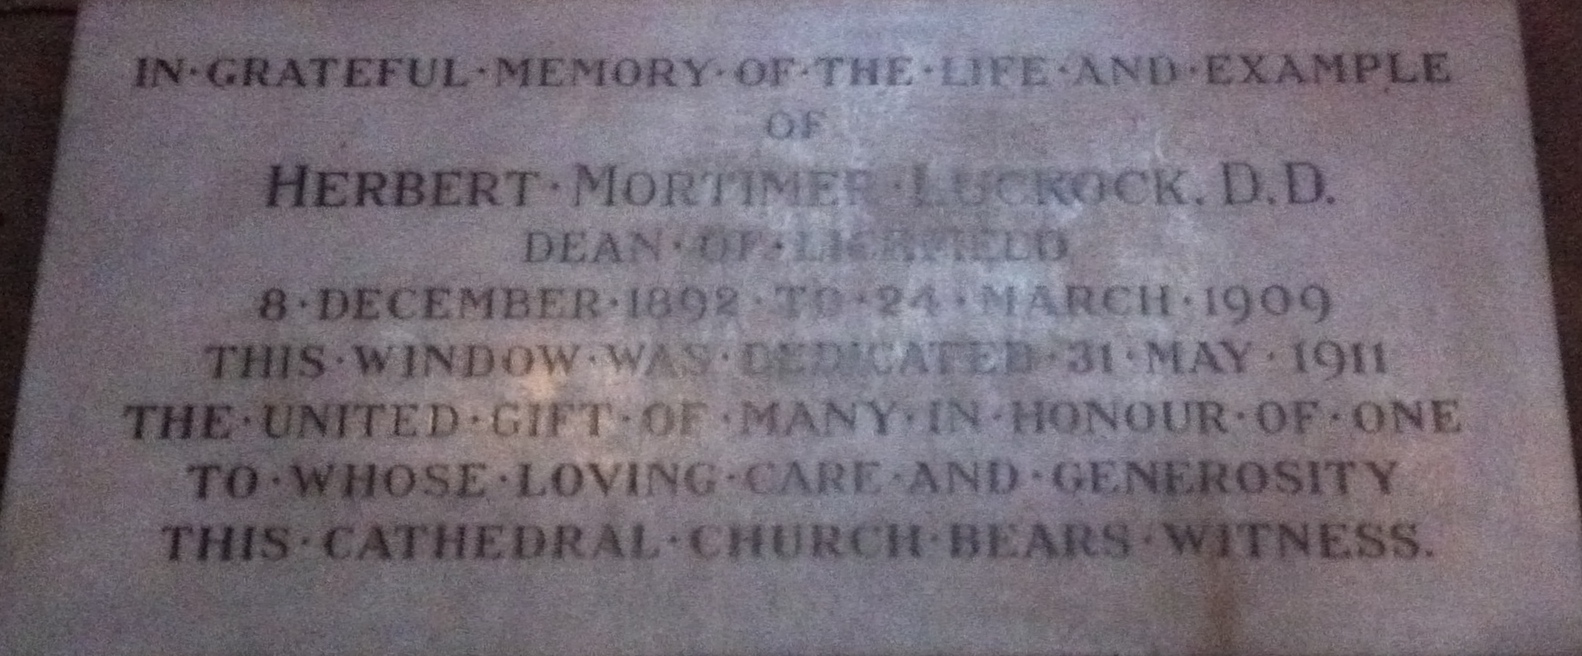 IN·GRATEFUL·MEMORY·OF·THE·LIFE·AND·EXAMPLE
OF
HERBERT·MORTIMER·LUCKOCK, D.D.
DEAN·OF·LICHFIELD
8·DECEMBER·1892·TO·24·MARCH·1909
THIS·WINDOW·WAS·DEDICATED·31·MAY·1911
THE·UNITED·GIFT·OF·MANY·IN·HONOUR·OF·ONE
TO·WHOSE·LOVING·CARE·AND·GENEROSITY
THIS·CATHEDRAL·CHURCH·BEARS·WITNESS.